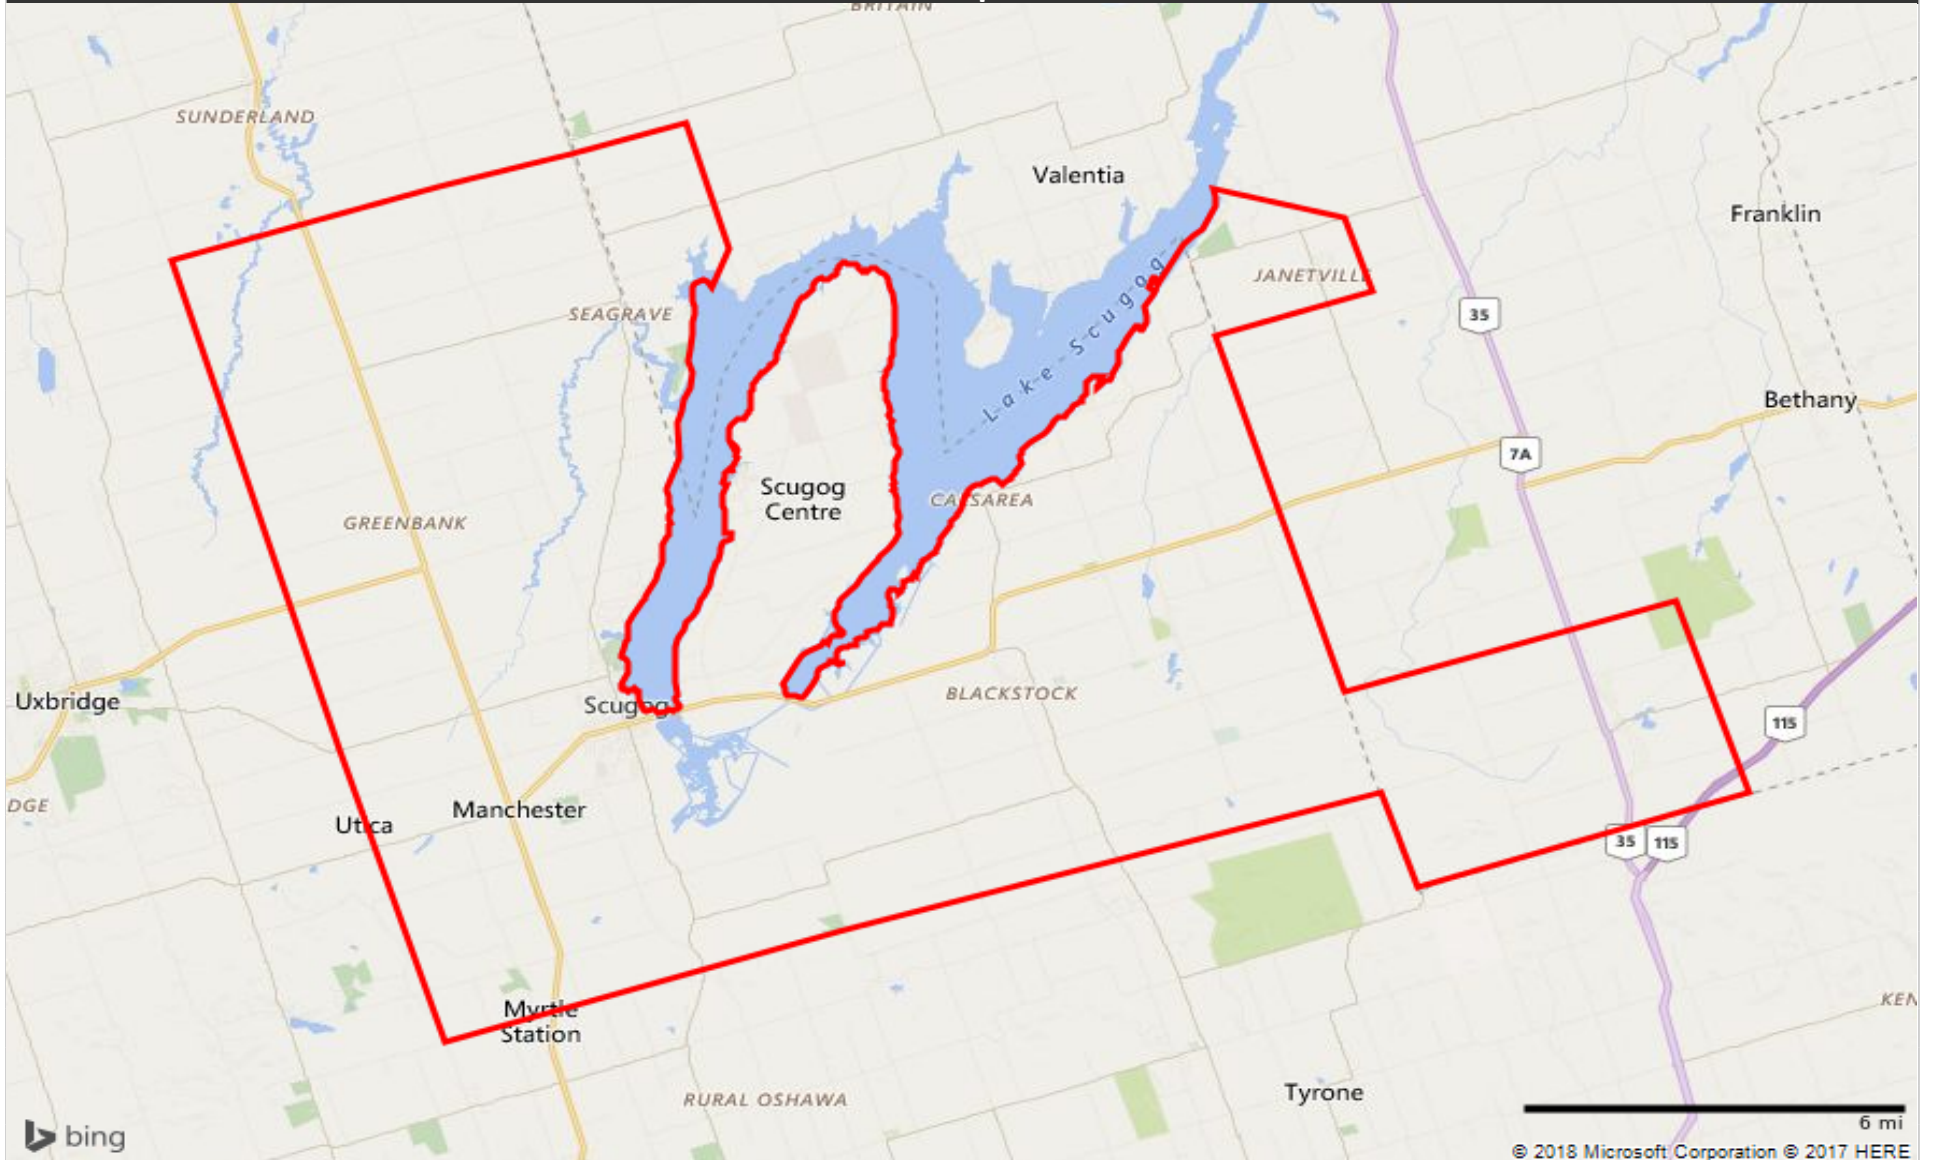 BRITAIN
SUNDERLAND
Valentia
Franklin
JANETVILLE
SEAGRAVE
35
Lake Scugog
Bethany
7A
Scugog
Centre
CAESAREA
GREENBANK
BLACKSTOCK
Uxbridge
Scugog
115
DGE
Manchester
Utica
35
115
Myrtle
Station
KEN
RURAL OSHAWA
Tyrone
6 mi
bing
© 2018 Microsoft Corporation © 2017 HERE